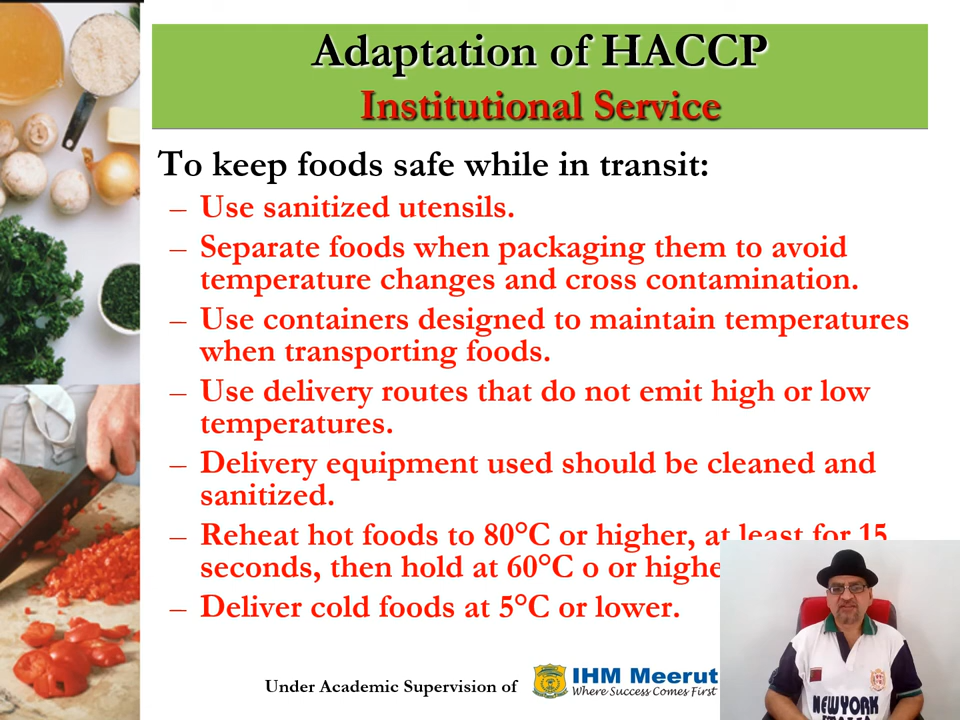 Adaptation of HACCP
Institutional Service
To keep foods safe while in transit:
– Use sanitized utensils.
– Separate foods when packaging them to avoid
temperature changes and cross contamination.
– Use containers designed to maintain temperatures
when transporting foods.
– Use delivery routes that do not emit high or low
temperatures.
– Delivery equipment used should be cleaned and
sanitized.
– Reheat hot foods to 80°C or higher, at least for 15
seconds, then hold at 60°C o or highe
– Deliver cold foods at 5°C or lower.
Under Academic Supervision of
IHM Meerut
Where Success Comes First
NEWYORK